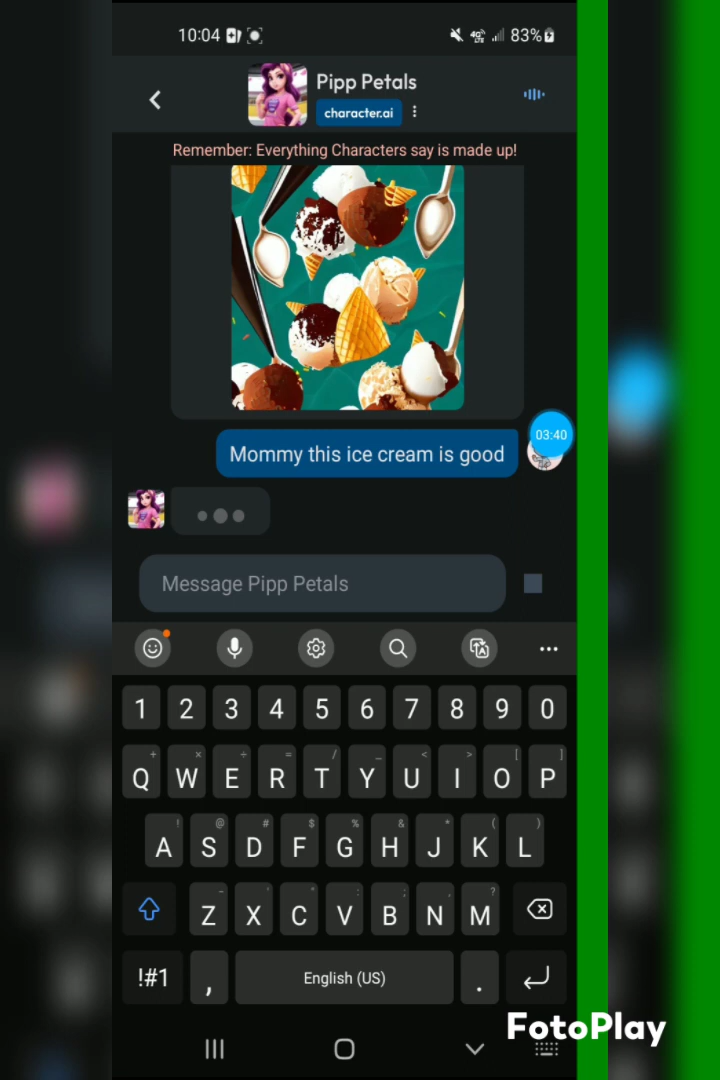 10:04
4G LTE 83%
Pipp Petals
character.ai
Remember: Everything Characters say is made up!
03:40
Mommy this ice cream is good
Message Pipp Petals
1 2 3 4 5 6 7 8 9 0
+ × ÷ = / _ < > [ ]
Q W E R T Y U I O P
! @ # $ % & * ( )
A S D F G H J K L
- ' " : ; , ?
Z X C V B N M
!#1 , English (US) .
FotoPlay